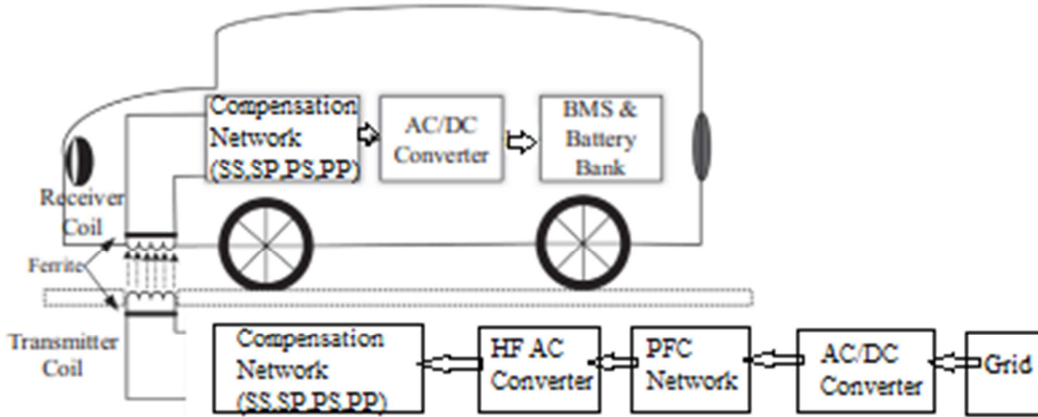 Compensation
Network
(SS,SP,PS,PP)
AC/DC
Converter
BMS &
Battery
Bank
Receiver
Coil
Ferrite
Transmitter
Coil
Compensation
Network
(SS,SP,PS,PP)
HF AC
Converter
PFC
Network
AC/DC
Converter
Grid